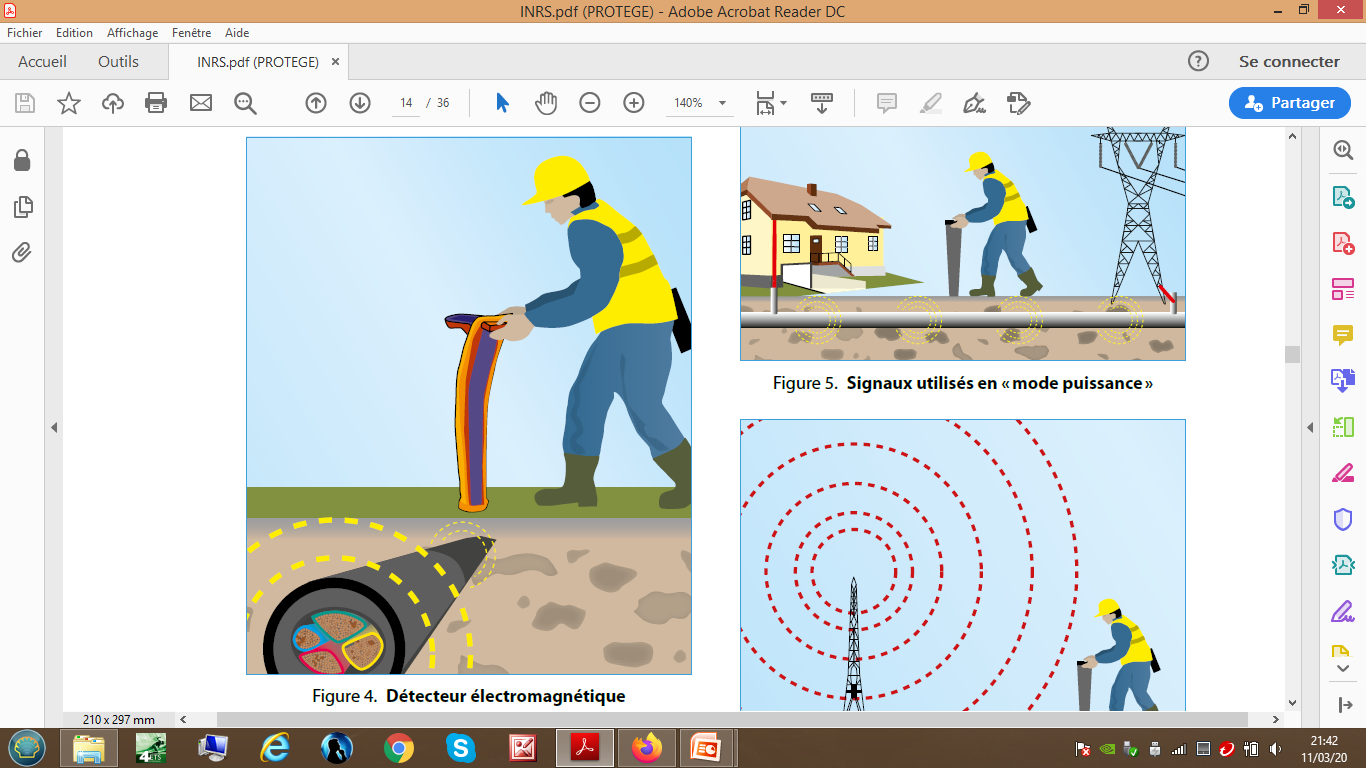 INRS.pdf (PROTEGE) - Adobe Acrobat Reader DC
Fichier Edition Affichage Fenêtre Aide
Accueil Outils INRS.pdf (PROTEGE) × Se connecter
14 / 36 140% Partager
Figure 5. Signaux utilisés en « mode puissance »
Figure 4. Détecteur électromagnétique
210 x 297 mm
4
ETS
21:42
11/03/20